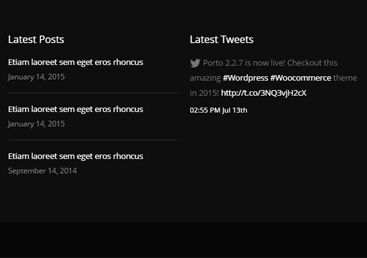 Latest Posts
Etiam laoreet sem eget eros rhoncus
January 14, 2015
Etiam laoreet sem eget eros rhoncus
January 14, 2015
Etiam laoreet sem eget eros rhoncus
September 14, 2014
Latest Tweets
Porto 2.2.7 is now live! Checkout this
amazing #Wordpress #Woocommerce theme
in 2015! http://t.co/3NQ3vjH2cX
02:55 PM Jul 13th